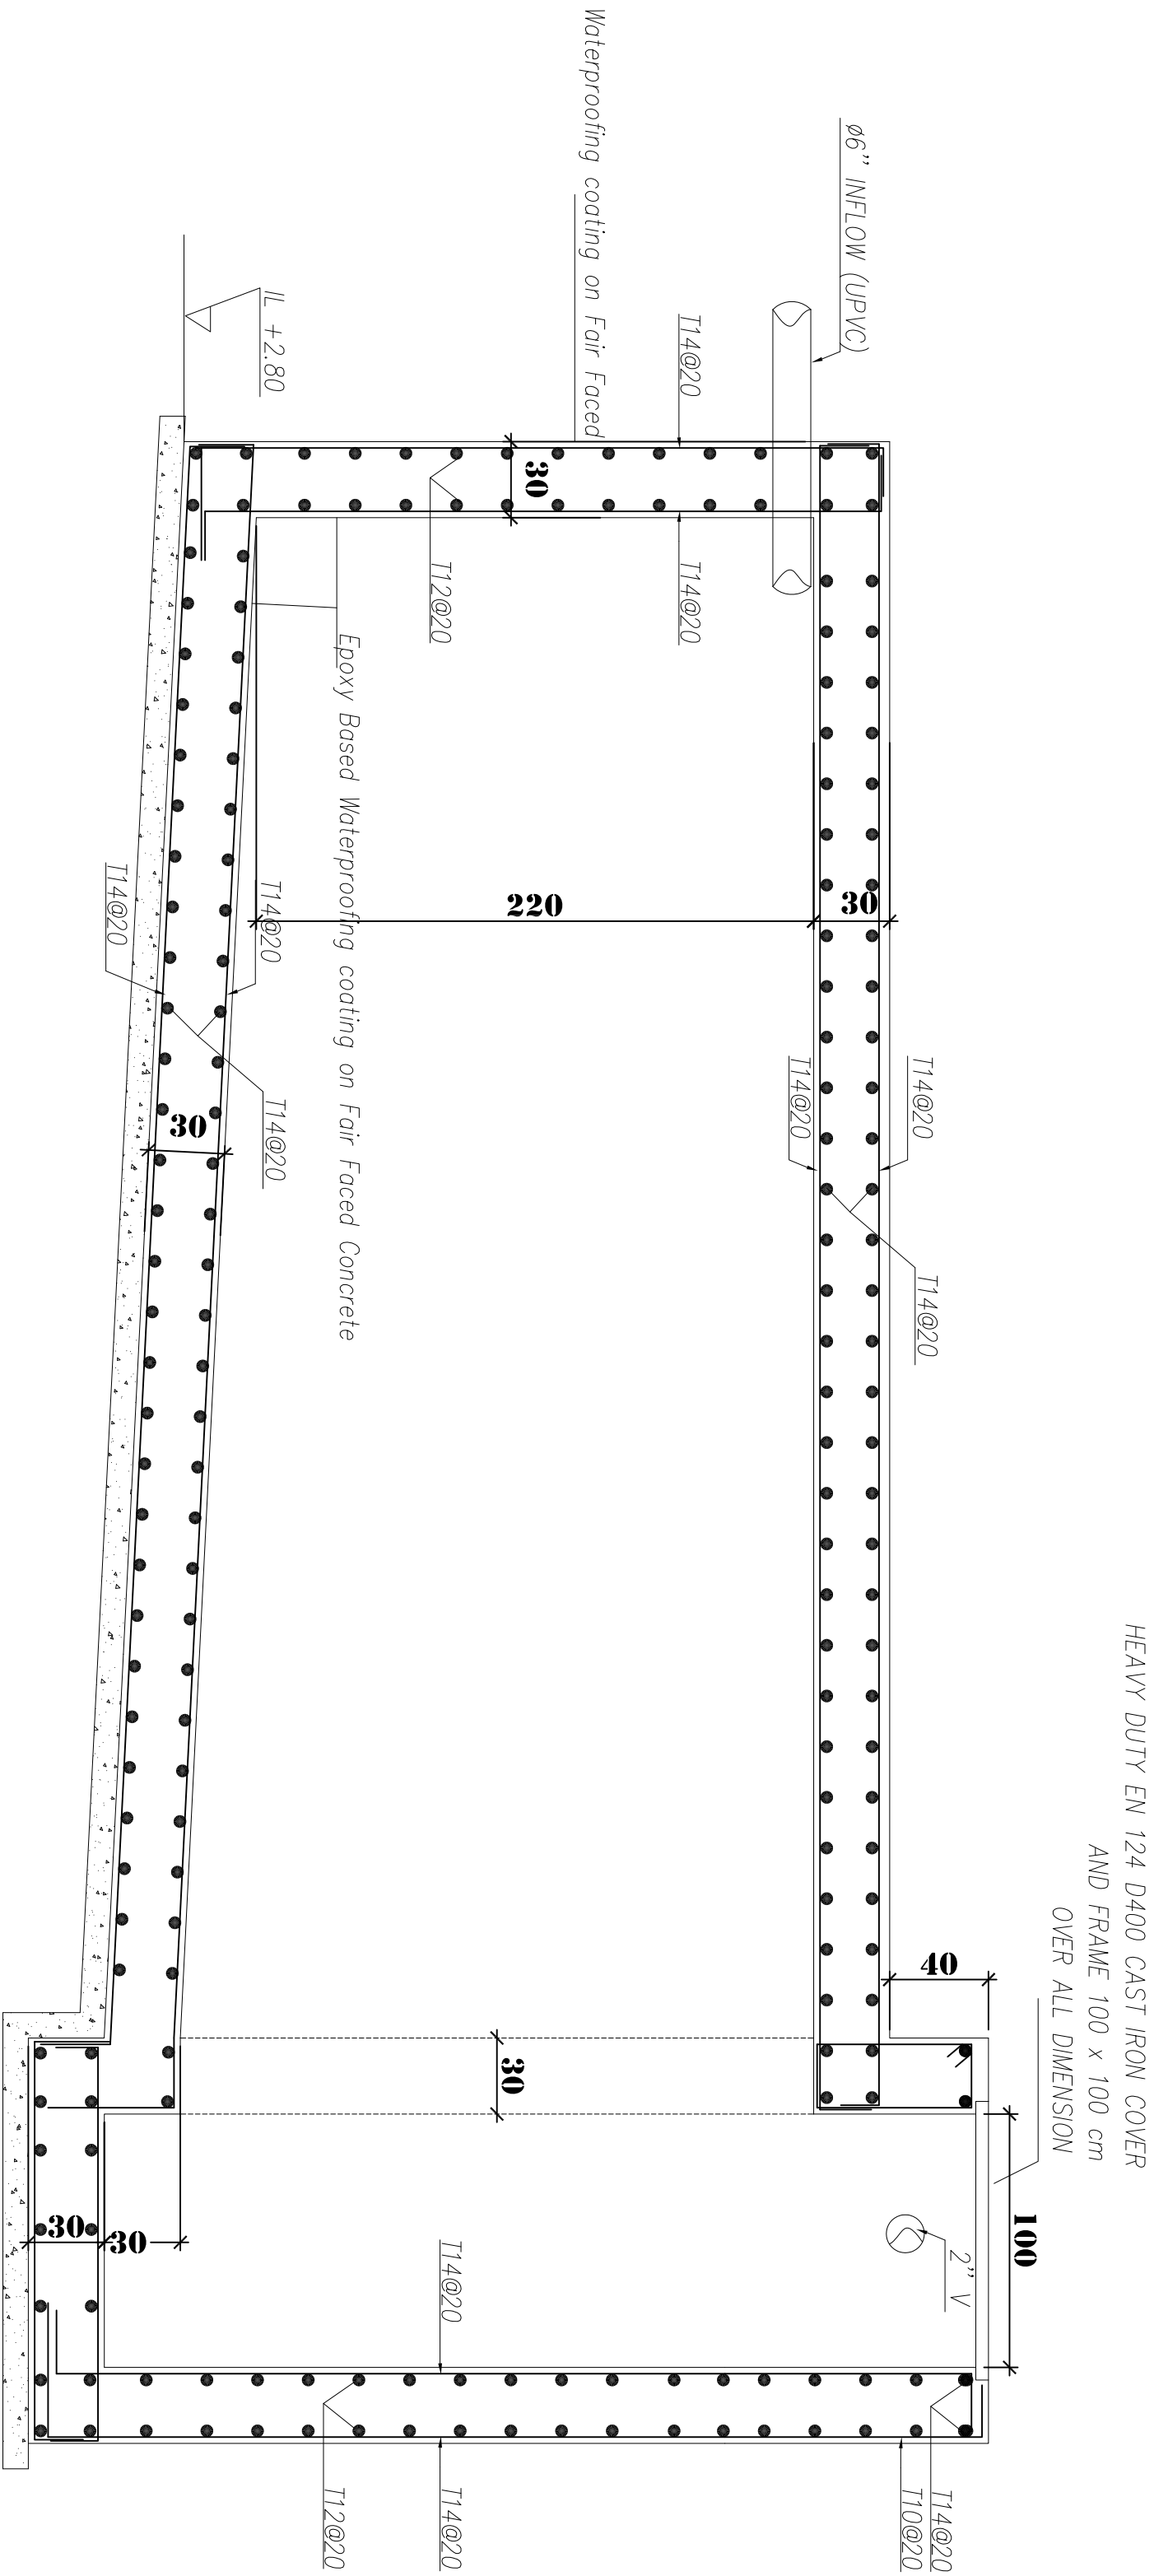 HEAVY DUTY EN 124 D400 CAST IRON COVER
AND FRAME 100 x 100 cm
OVER ALL DIMENSION
100
2" V
40
T14@20
T14@20
T14@20
30
Ø6" INFLOW (UPVC)
T14@20
T14@20
Waterproofing coating on Fair Faced
30
T12@20
220
30
Epoxy Based Waterproofing coating on Fair Faced Concrete
IL +2.80
T14@20
T14@20
T14@20
30
30
30
T14@20
T14@20
T10@20
T14@20
T12@20